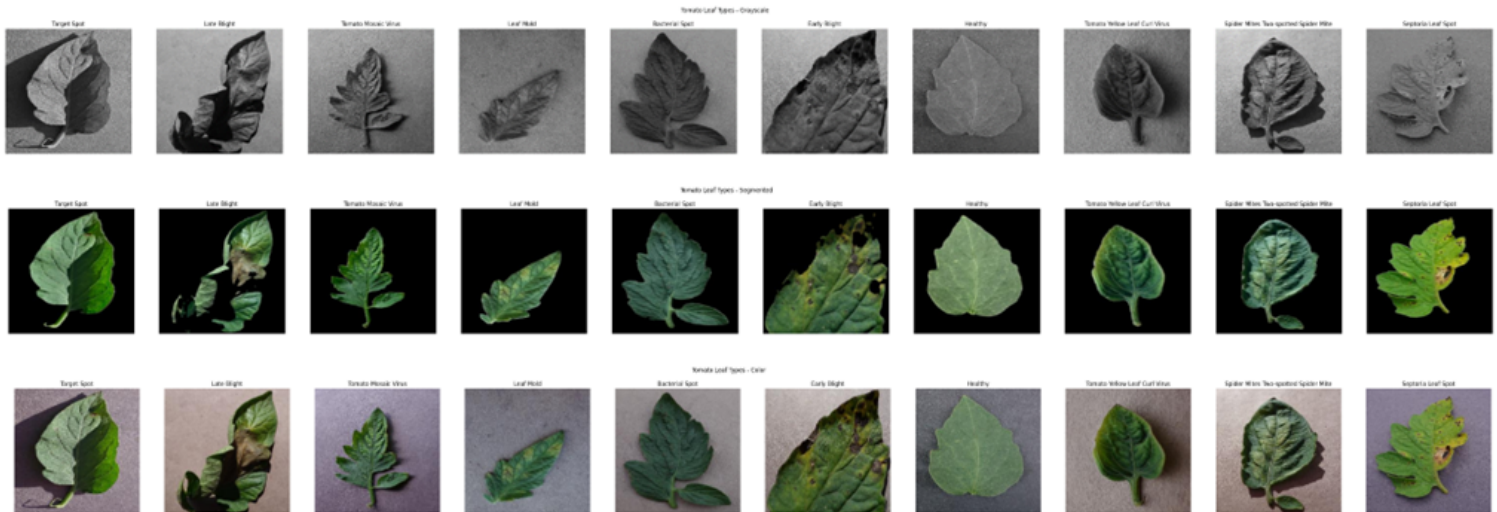 Tomato Leaf Types - Grayscale
Target Spot
Late Blight
Tomato Mosaic Virus
Leaf Mold
Bacterial Spot
Early Blight
Healthy
Tomato Yellow Leaf Curl Virus
Spider Mites Two-spotted Spider Mite
Septoria Leaf Spot
Tomato Leaf Types - Segmented
Target Spot
Late Blight
Tomato Mosaic Virus
Leaf Mold
Bacterial Spot
Early Blight
Healthy
Tomato Yellow Leaf Curl Virus
Spider Mites Two-spotted Spider Mite
Septoria Leaf Spot
Tomato Leaf Types - Color
Target Spot
Late Blight
Tomato Mosaic Virus
Leaf Mold
Bacterial Spot
Early Blight
Healthy
Tomato Yellow Leaf Curl Virus
Spider Mites Two-spotted Spider Mite
Septoria Leaf Spot